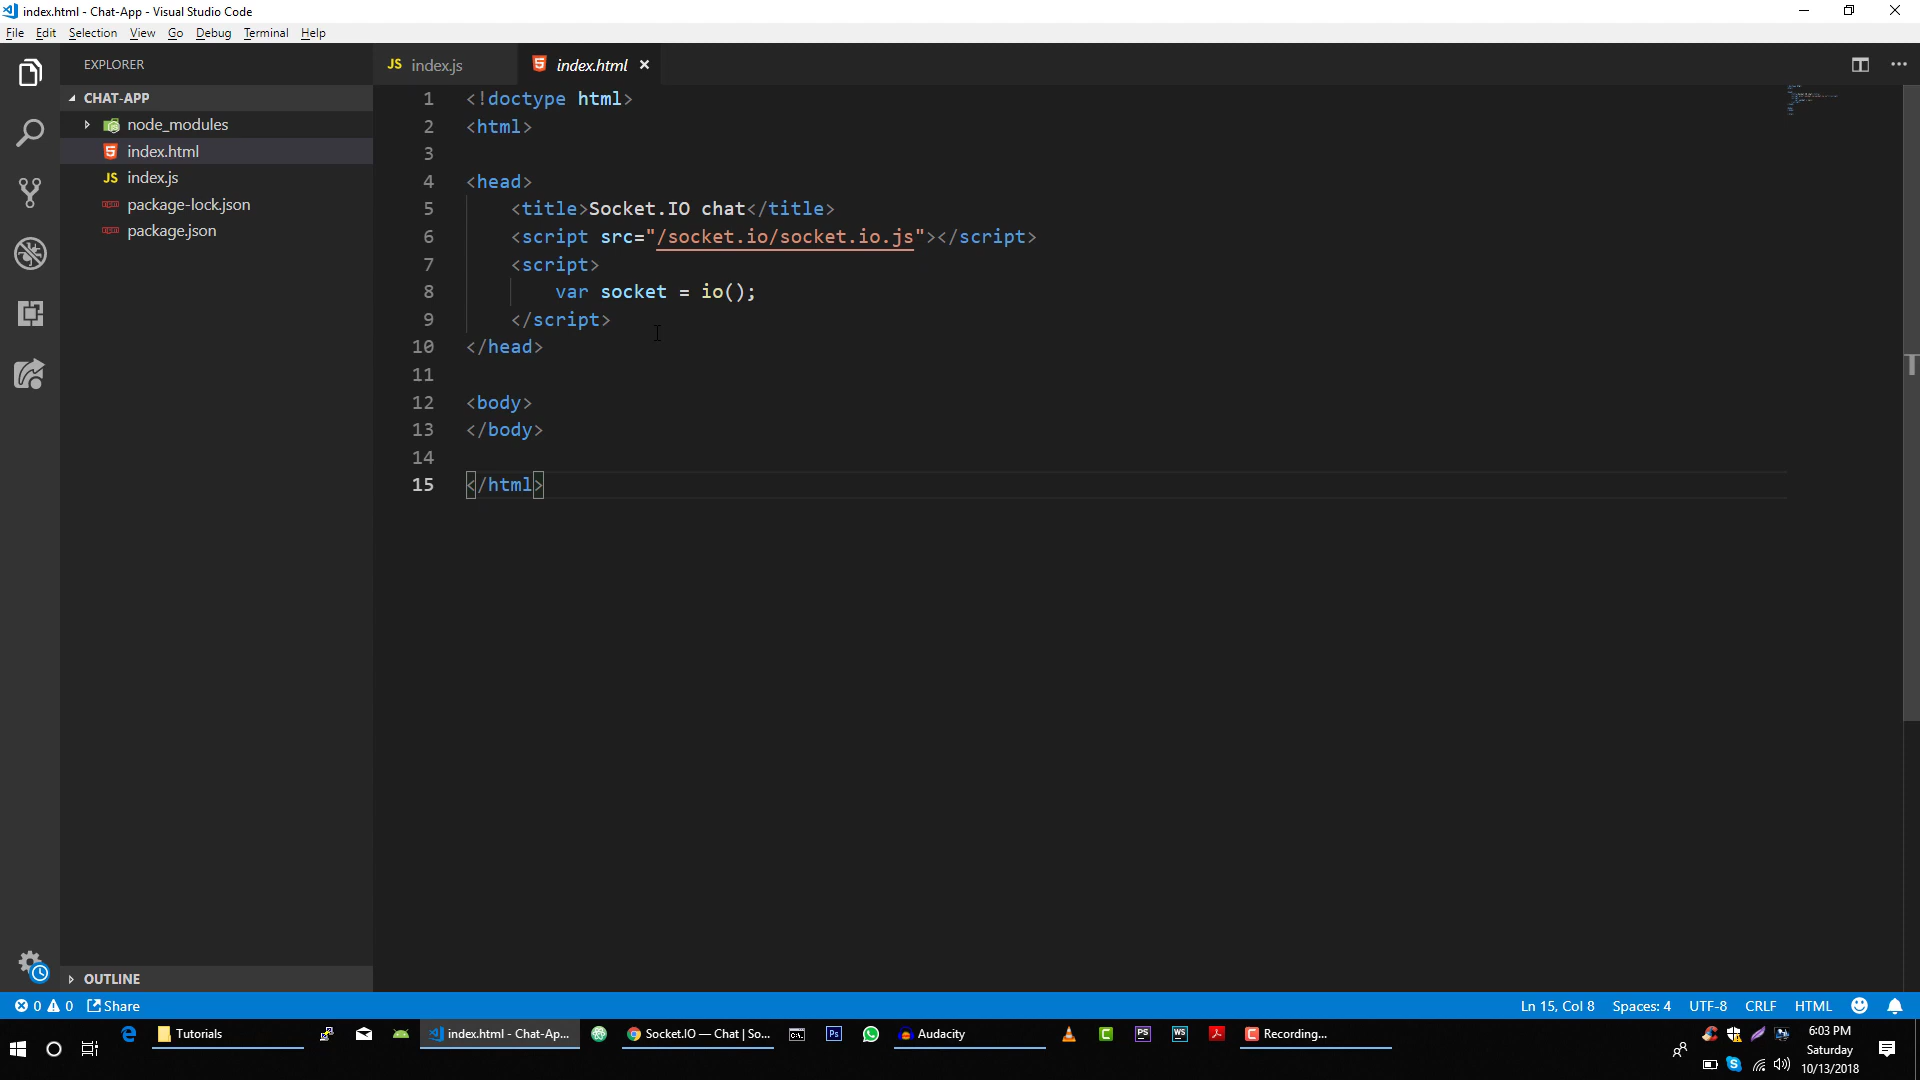 index.html - Chat-App - Visual Studio Code
File Edit Selection View Go Debug Terminal Help
EXPLORER
CHAT-APP
node_modules
index.html
JS index.js
package-lock.json
package.json
OUTLINE
JS index.js
index.html
1 <!doctype html>
2 <html>
3
4 <head>
5 <title>Socket.IO chat</title>
6 <script src="/socket.io/socket.io.js"></script>
7 <script>
8 var socket = io();
9 </script>
10 </head>
11
12 <body>
13 </body>
14
15 </html>
0 0 Share
Ln 15, Col 8 Spaces: 4 UTF-8 CRLF HTML
Tutorials
index.html - Chat-Ap...
Socket.IO — Chat | So...
Ps
Audacity
C
PS
WS
Recording...
6:03 PM
Saturday
10/13/2018